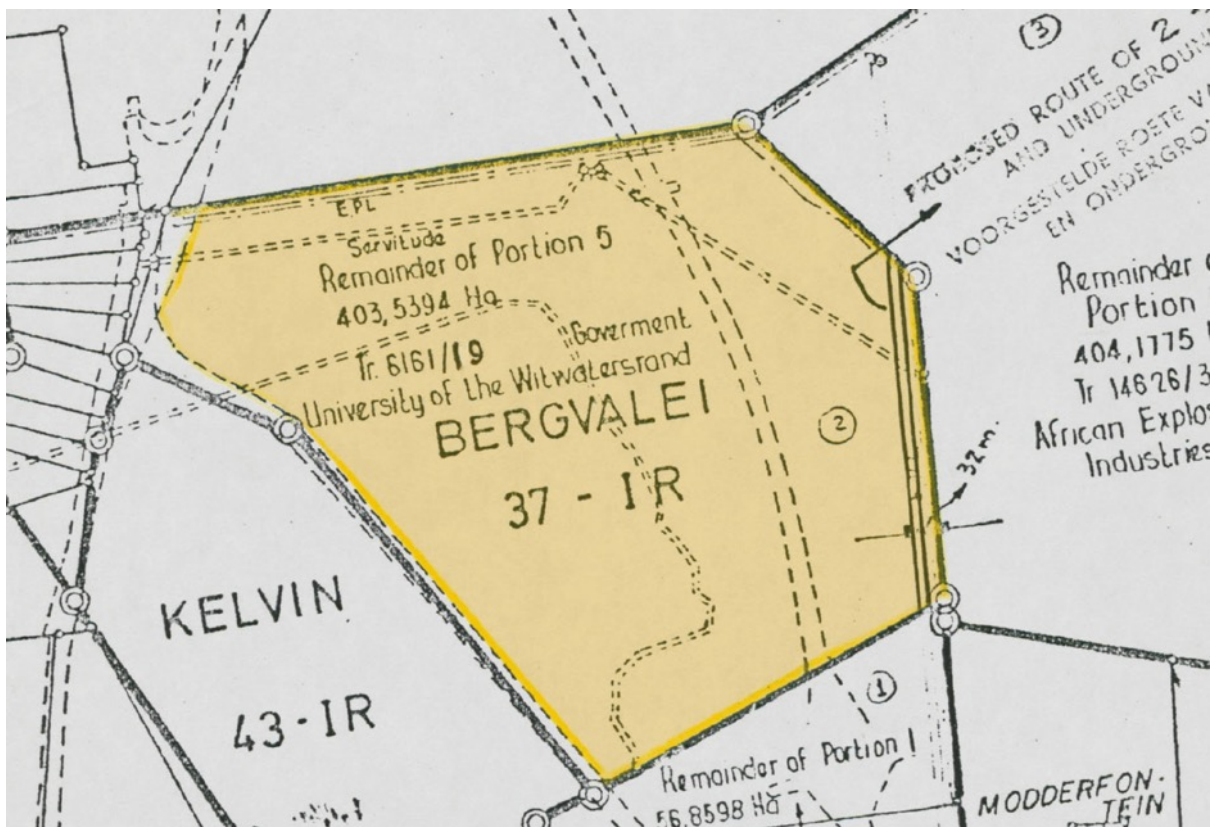 ③
PROPOSED ROUTE OF 2
AND UNDERGROUN
VOORGESTELDE ROETE VA
EN ONDERGRO
E.P.L
Servitude
Remainder of Portion 5
403,5394 Ha
Goverment
Tr. 6161/19
University of the Witwatersrand
BERGVALEI
37 - IR
②
Remainder
Portion
404,1775
Tr 14626/3
African Explos
Industries
32m.
KELVIN
43 - IR
①
Remainder of Portion 1
56,8598 Ha
MODDERFON-
TEIN